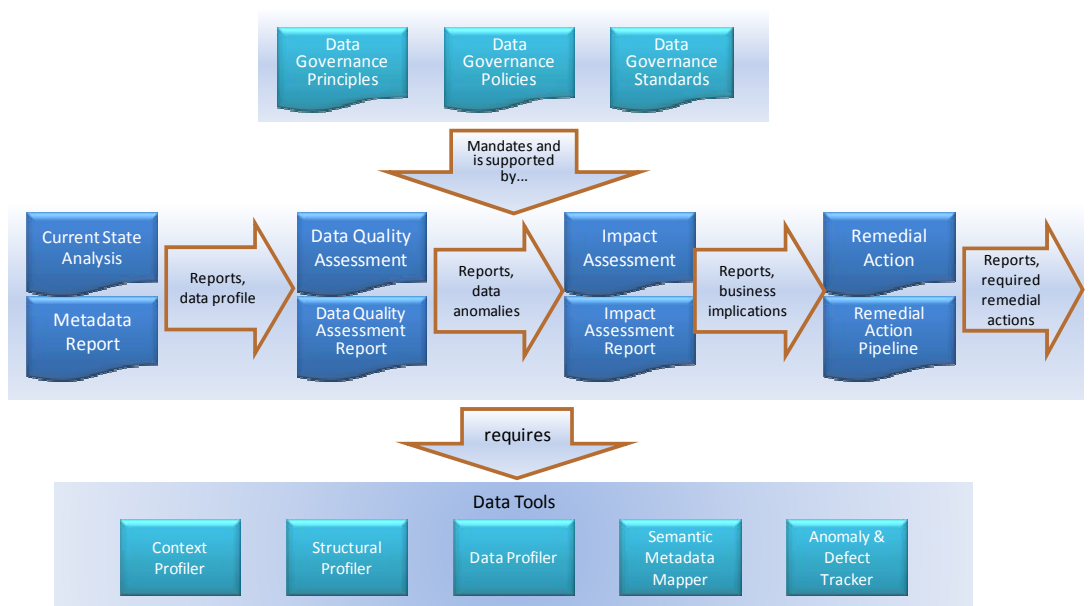 Data
Governance
Principles
Data
Governance
Policies
Data
Governance
Standards
Mandates and
is supported
by...
Current State
Analysis
Metadata
Report
Reports,
data profile
Data Quality
Assessment
Data Quality
Assessment
Report
Reports,
data
anomalies
Impact
Assessment
Impact
Assessment
Report
Reports,
business
implications
Remedial
Action
Remedial
Action
Pipeline
Reports,
required
remedial
actions
requires
Data Tools
Context
Profiler
Structural
Profiler
Data Profiler
Semantic
Metadata
Mapper
Anomaly &
Defect
Tracker